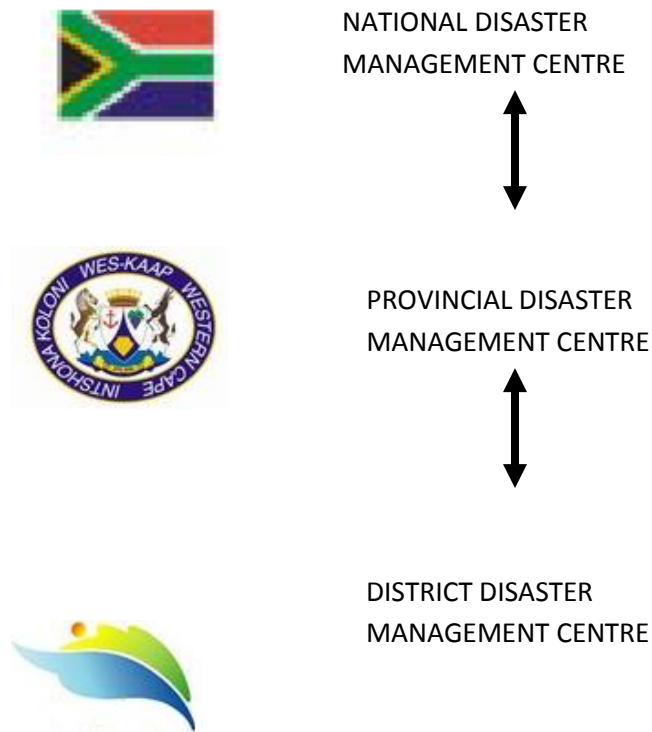 NATIONAL DISASTER
MANAGEMENT CENTRE
WES-KAAP WESTERN CAPE INTSHONA KOLONI
PROVINCIAL DISASTER
MANAGEMENT CENTRE
DISTRICT DISASTER
MANAGEMENT CENTRE